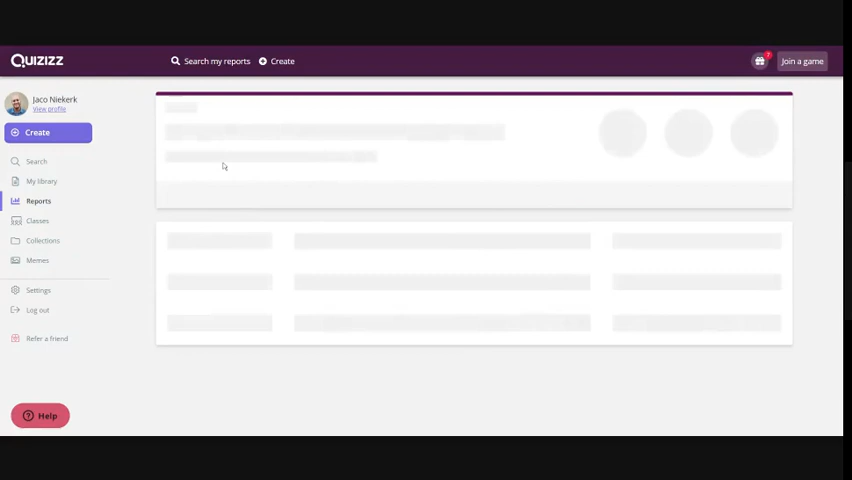 QUIZIZZ
Search my reports
Create
7
Join a game
Jaco Niekerk
View profile
Create
Search
My library
Reports
Classes
Collections
Memes
Settings
Log out
Refer a friend
Help